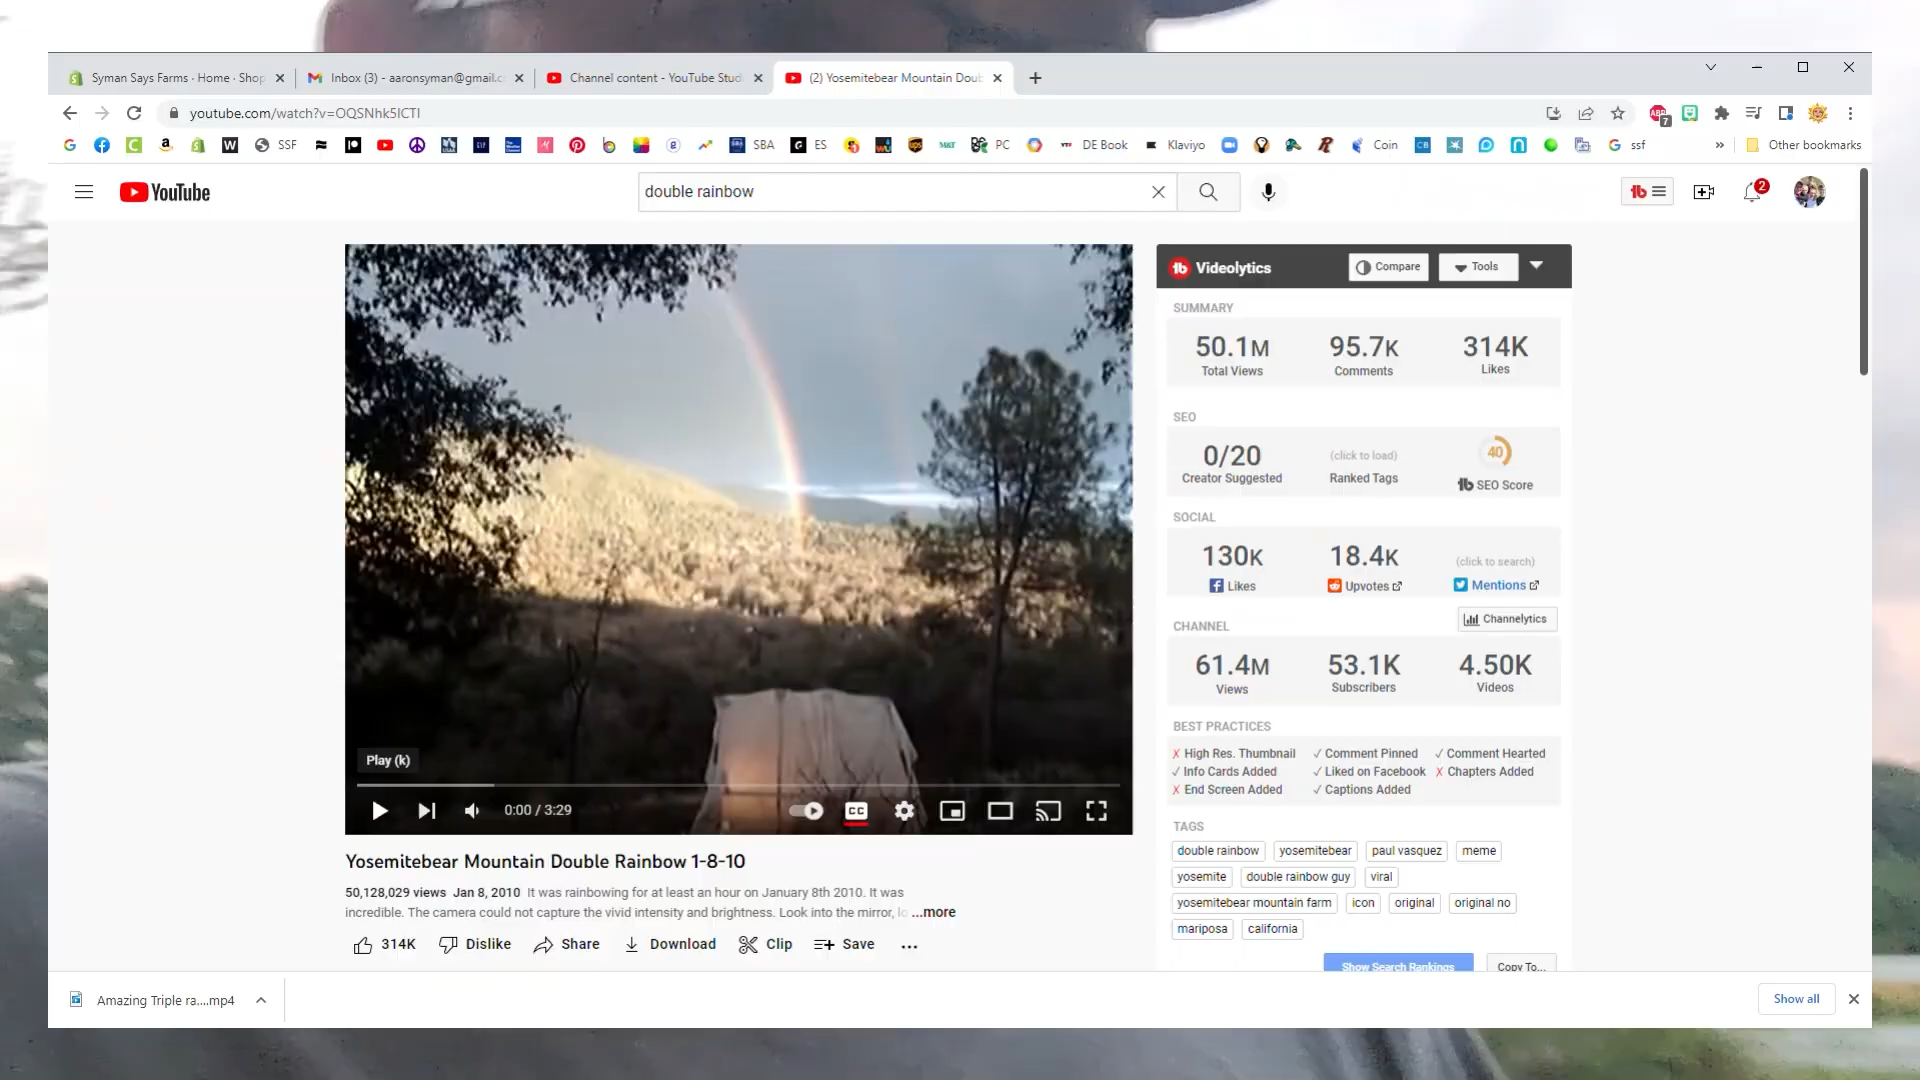 Syman Says Farms - Home - Shop
Inbox (3) - aaronsyman@gmail.c
Channel content - YouTube Stud
(2) Yosemitebear Mountain Doub
youtube.com/watch?v=OQSNhk5ICTI
7
SSF
SBA
ES
PC
DE Book
Klaviyo
Coin
ssf
»
Other bookmarks
YouTube
double rainbow
2
Videolytics
Compare
Tools
SUMMARY
50.1M 95.7K 314K
Total Views Comments Likes
SEO
0/20 (click to load) 40
Creator Suggested Ranked Tags SEO Score
SOCIAL
130K 18.4K (click to search)
Likes Upvotes Mentions
CHANNEL Channelytics
61.4M 53.1K 4.50K
Views Subscribers Videos
BEST PRACTICES
X High Res. Thumbnail ✓ Comment Pinned ✓ Comment Hearted
✓ Info Cards Added ✓ Liked on Facebook X Chapters Added
X End Screen Added ✓ Captions Added
TAGS
double rainbow yosemitebear paul vasquez meme
yosemite double rainbow guy viral
yosemitebear mountain farm icon original original no
mariposa california
Show Search Rankings Copy To...
Play (k)
0:00 / 3:29
CC
Yosemitebear Mountain Double Rainbow 1-8-10
50,128,029 views Jan 8, 2010 It was rainbowing for at least an hour on January 8th 2010. It was
incredible. The camera could not capture the vivid intensity and brightness. Look into the mirror, lo ...more
314K Dislike Share Download Clip Save ...
Amazing Triple ra....mp4
Show all